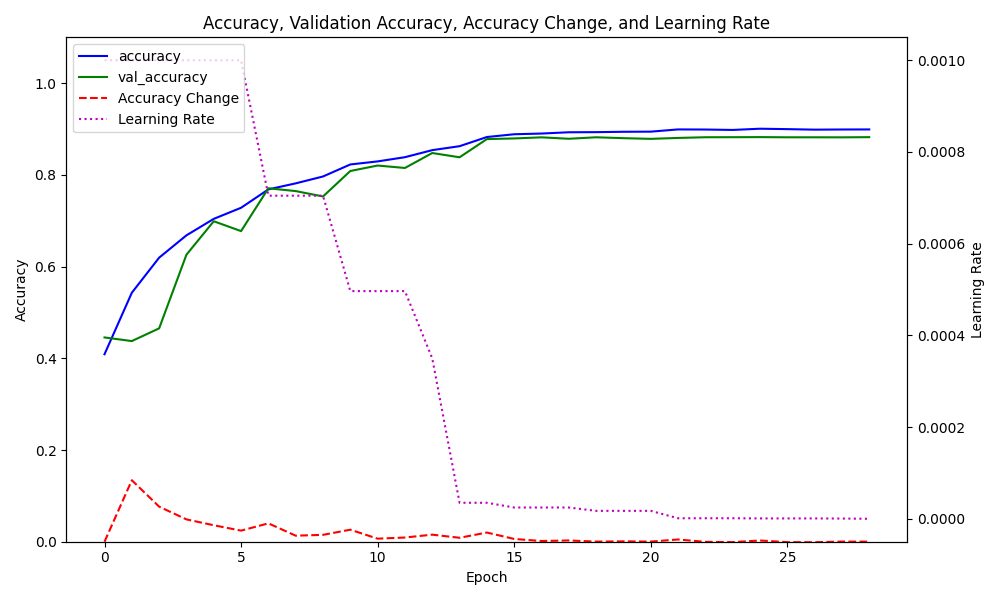 Accuracy, Validation Accuracy, Accuracy Change, and Learning Rate
accuracy
val_accuracy
Accuracy Change
Learning Rate
1.0
0.8
0.6
0.4
0.2
0.0
Accuracy
0.0010
0.0008
0.0006
0.0004
0.0002
0.0000
Learning Rate
0 5 10 15 20 25
Epoch